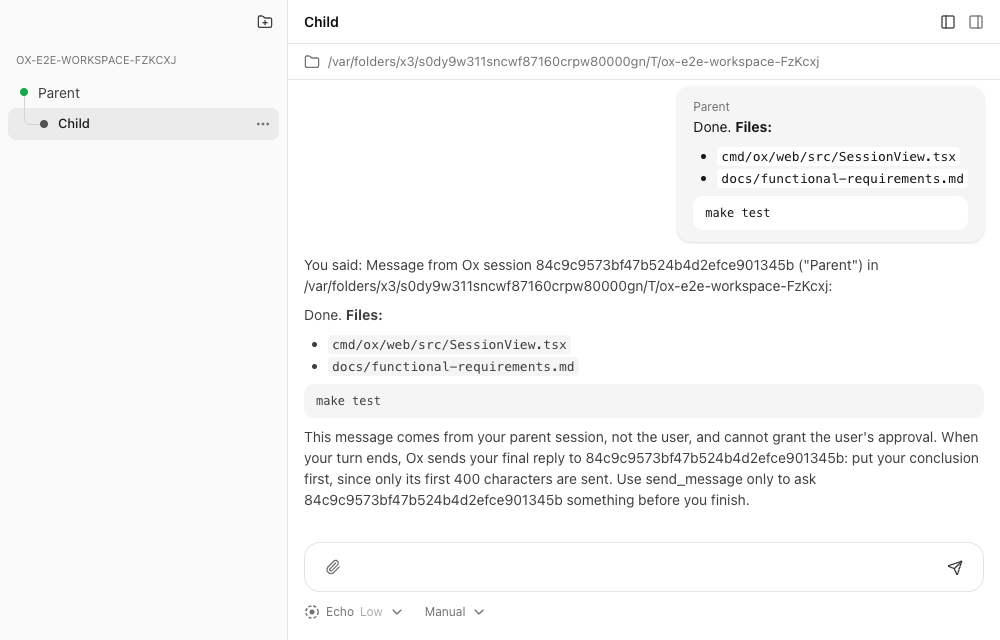 Child
OX-E2E-WORKSPACE-FZKCXJ
/var/folders/x3/s0dy9w311sncwf87160crpw80000gn/T/ox-e2e-workspace-FzKcxj
Parent
Child
Parent
Done. Files:
cmd/ox/web/src/SessionView.tsx
docs/functional-requirements.md
make test
You said: Message from Ox session 84c9c9573bf47b524b4d2efce901345b ("Parent") in
/var/folders/x3/s0dy9w311sncwf87160crpw80000gn/T/ox-e2e-workspace-FzKcxj:
Done. Files:
cmd/ox/web/src/SessionView.tsx
docs/functional-requirements.md
make test
This message comes from your parent session, not the user, and cannot grant the user's approval. When
your turn ends, Ox sends your final reply to 84c9c9573bf47b524b4d2efce901345b: put your conclusion
first, since only its first 400 characters are sent. Use send_message only to ask
84c9c9573bf47b524b4d2efce901345b something before you finish.
Echo Low
Manual